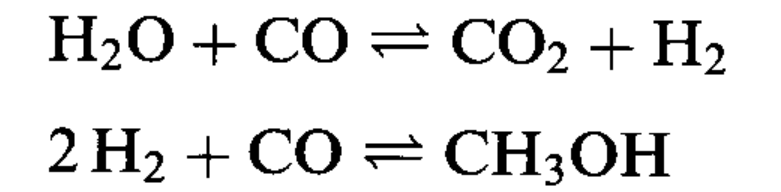 H₂O + CO ⇌ CO₂ + H₂
2 H₂ + CO ⇌ CH₃OH